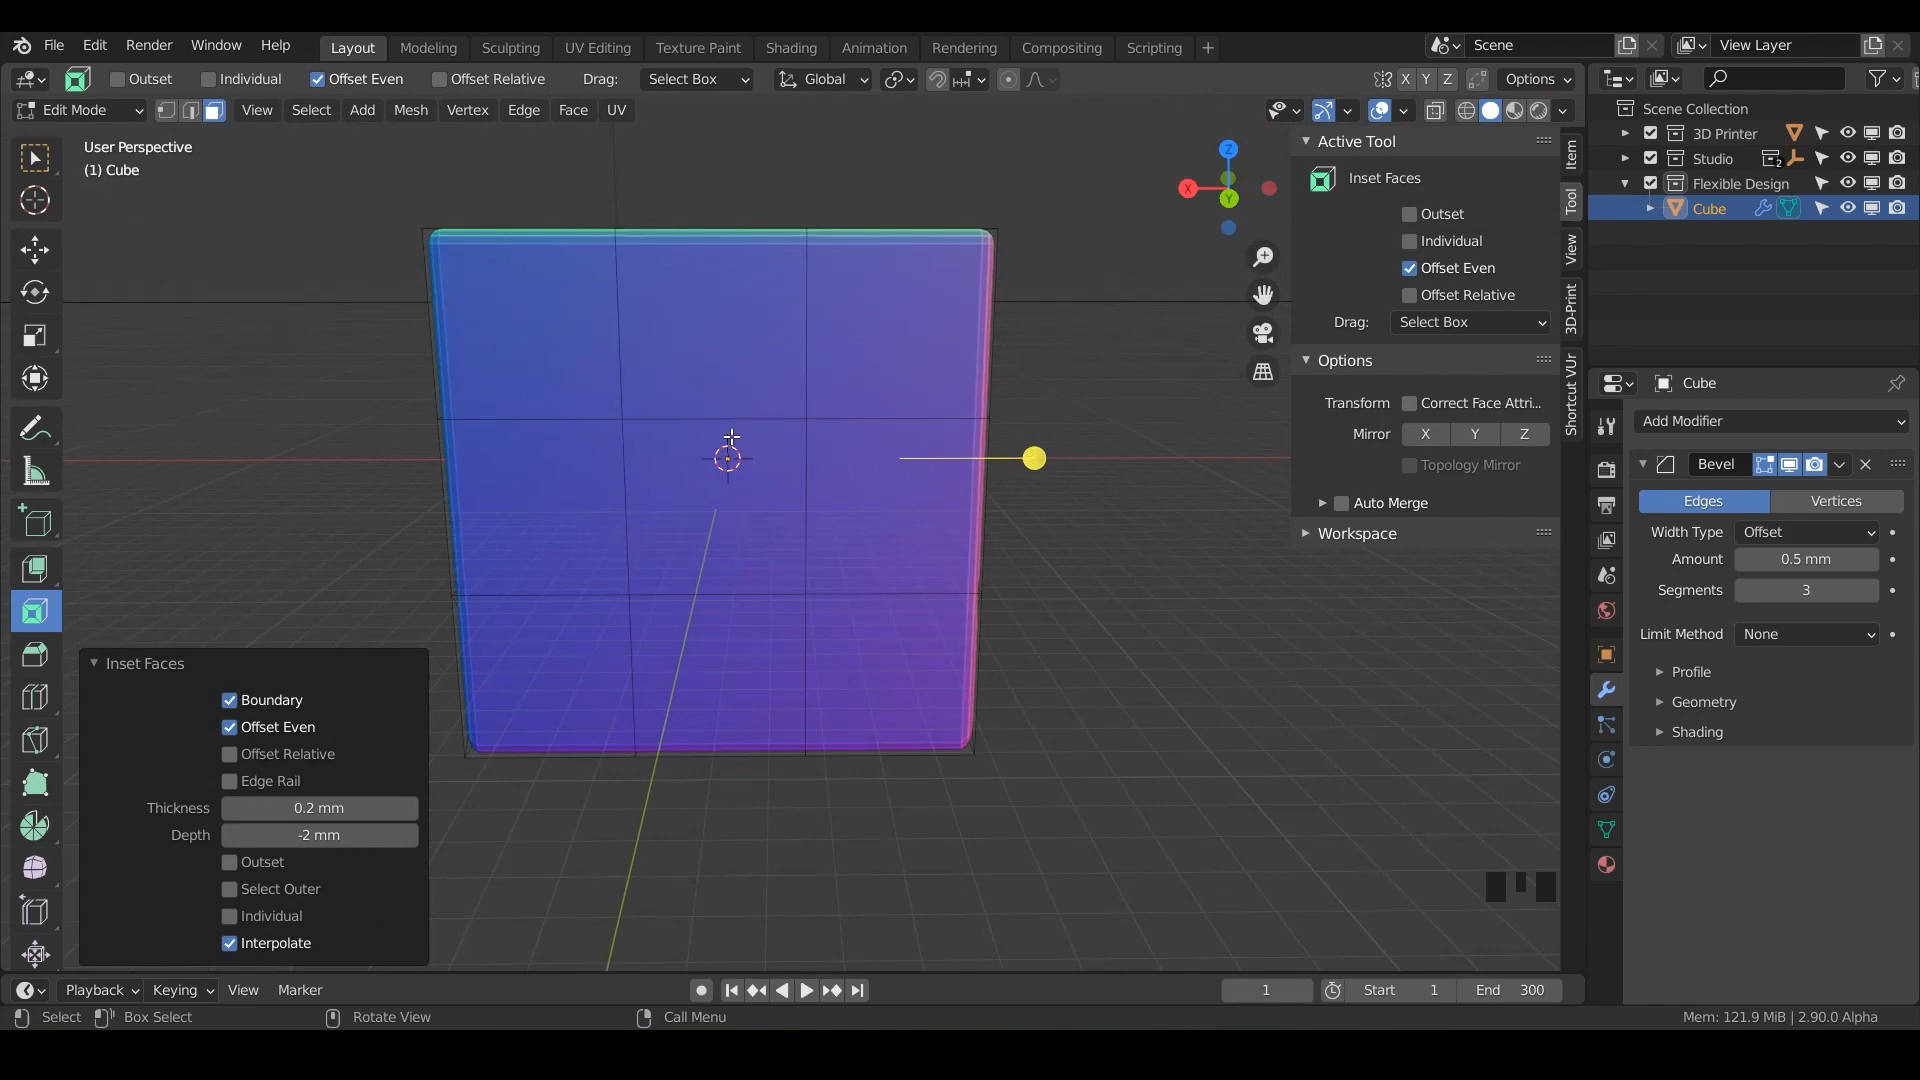 File Edit Render Window Help Layout Modeling Sculpting UV Editing Texture Paint Shading Animation Rendering Compositing Scripting + Scene View Layer
Outset Individual Offset Even Offset Relative Drag: Select Box Global X Y Z Options
Edit Mode View Select Add Mesh Vertex Edge Face UV
User Perspective
(1) Cube
Z
X
Y
Active Tool
Inset Faces
Outset
Individual
Offset Even
Offset Relative
Drag: Select Box
Options
Transform Correct Face Attri...
Mirror X Y Z
Topology Mirror
Auto Merge
Workspace
Item
Tool
View
3D-Print
Shortcut VUr
Scene Collection
3D Printer
Studio 2
Flexible Design
Cube
Cube
Add Modifier
Bevel
Edges Vertices
Width Type Offset
Amount 0.5 mm
Segments 3
Limit Method None
Profile
Geometry
Shading
Inset Faces
Boundary
Offset Even
Offset Relative
Edge Rail
Thickness 0.2 mm
Depth -2 mm
Outset
Select Outer
Individual
Interpolate
Playback Keying View Marker 1 Start 1 End 300
Select Box Select Rotate View Call Menu Mem: 121.9 MiB | 2.90.0 Alpha